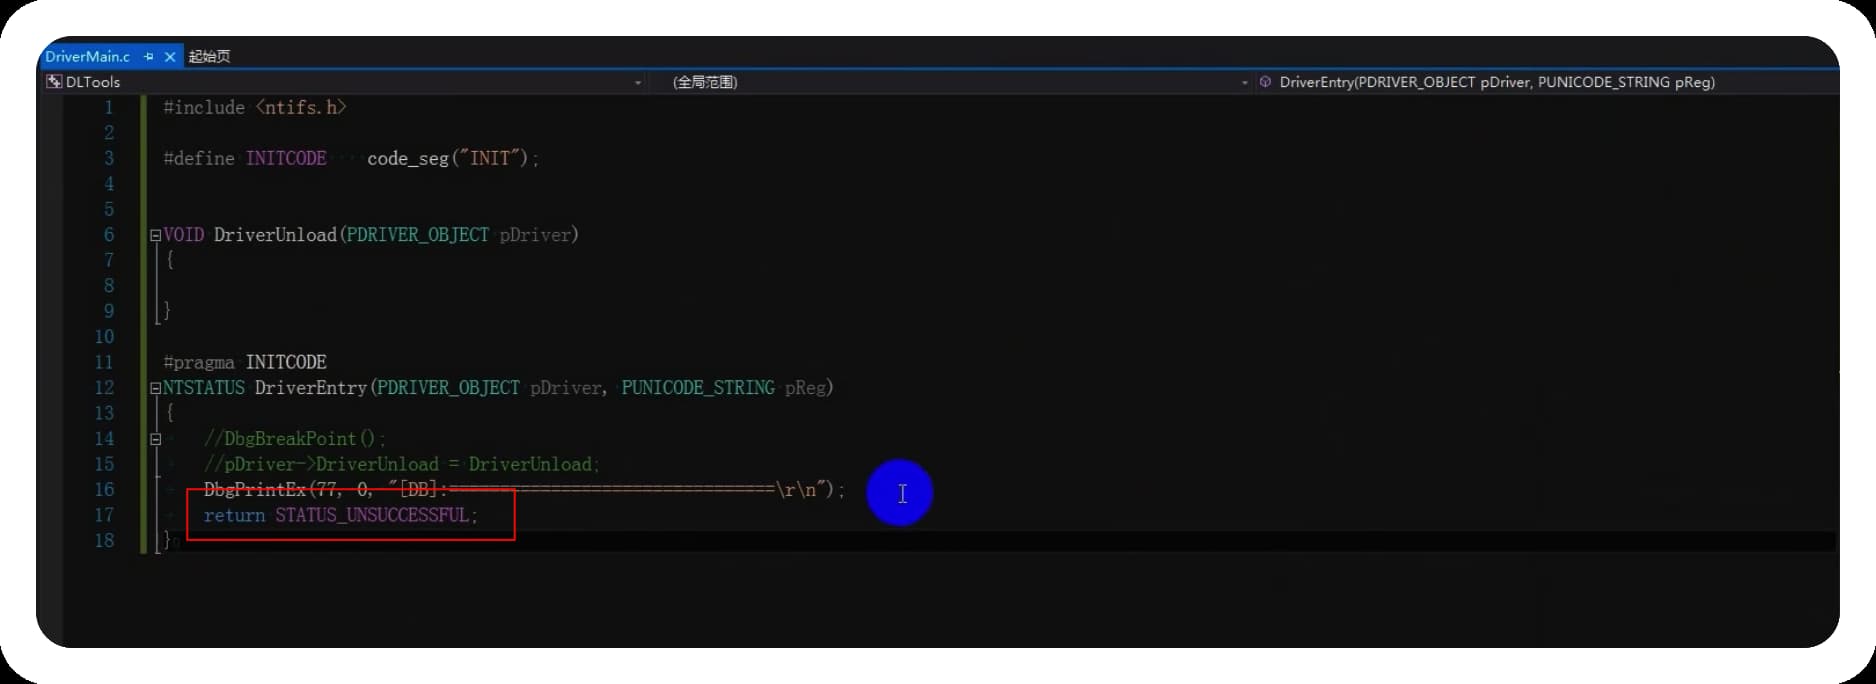 DriverMain.c 起始页
DLTools (全局范围) DriverEntry(PDRIVER_OBJECT pDriver, PUNICODE_STRING pReg)
1 #include <ntifs.h>
2
3 #define INITCODE code_seg("INIT");
4
5
6 VOID DriverUnload(PDRIVER_OBJECT pDriver)
7 {
8
9 }
10
11 #pragma INITCODE
12 NTSTATUS DriverEntry(PDRIVER_OBJECT pDriver, PUNICODE_STRING pReg)
13 {
14 //DbgBreakPoint();
15 //pDriver->DriverUnload = DriverUnload;
16 DbgPrintEx(77, 0, "[DB]:================================\r\n");
17 return STATUS_UNSUCCESSFUL;
18 }